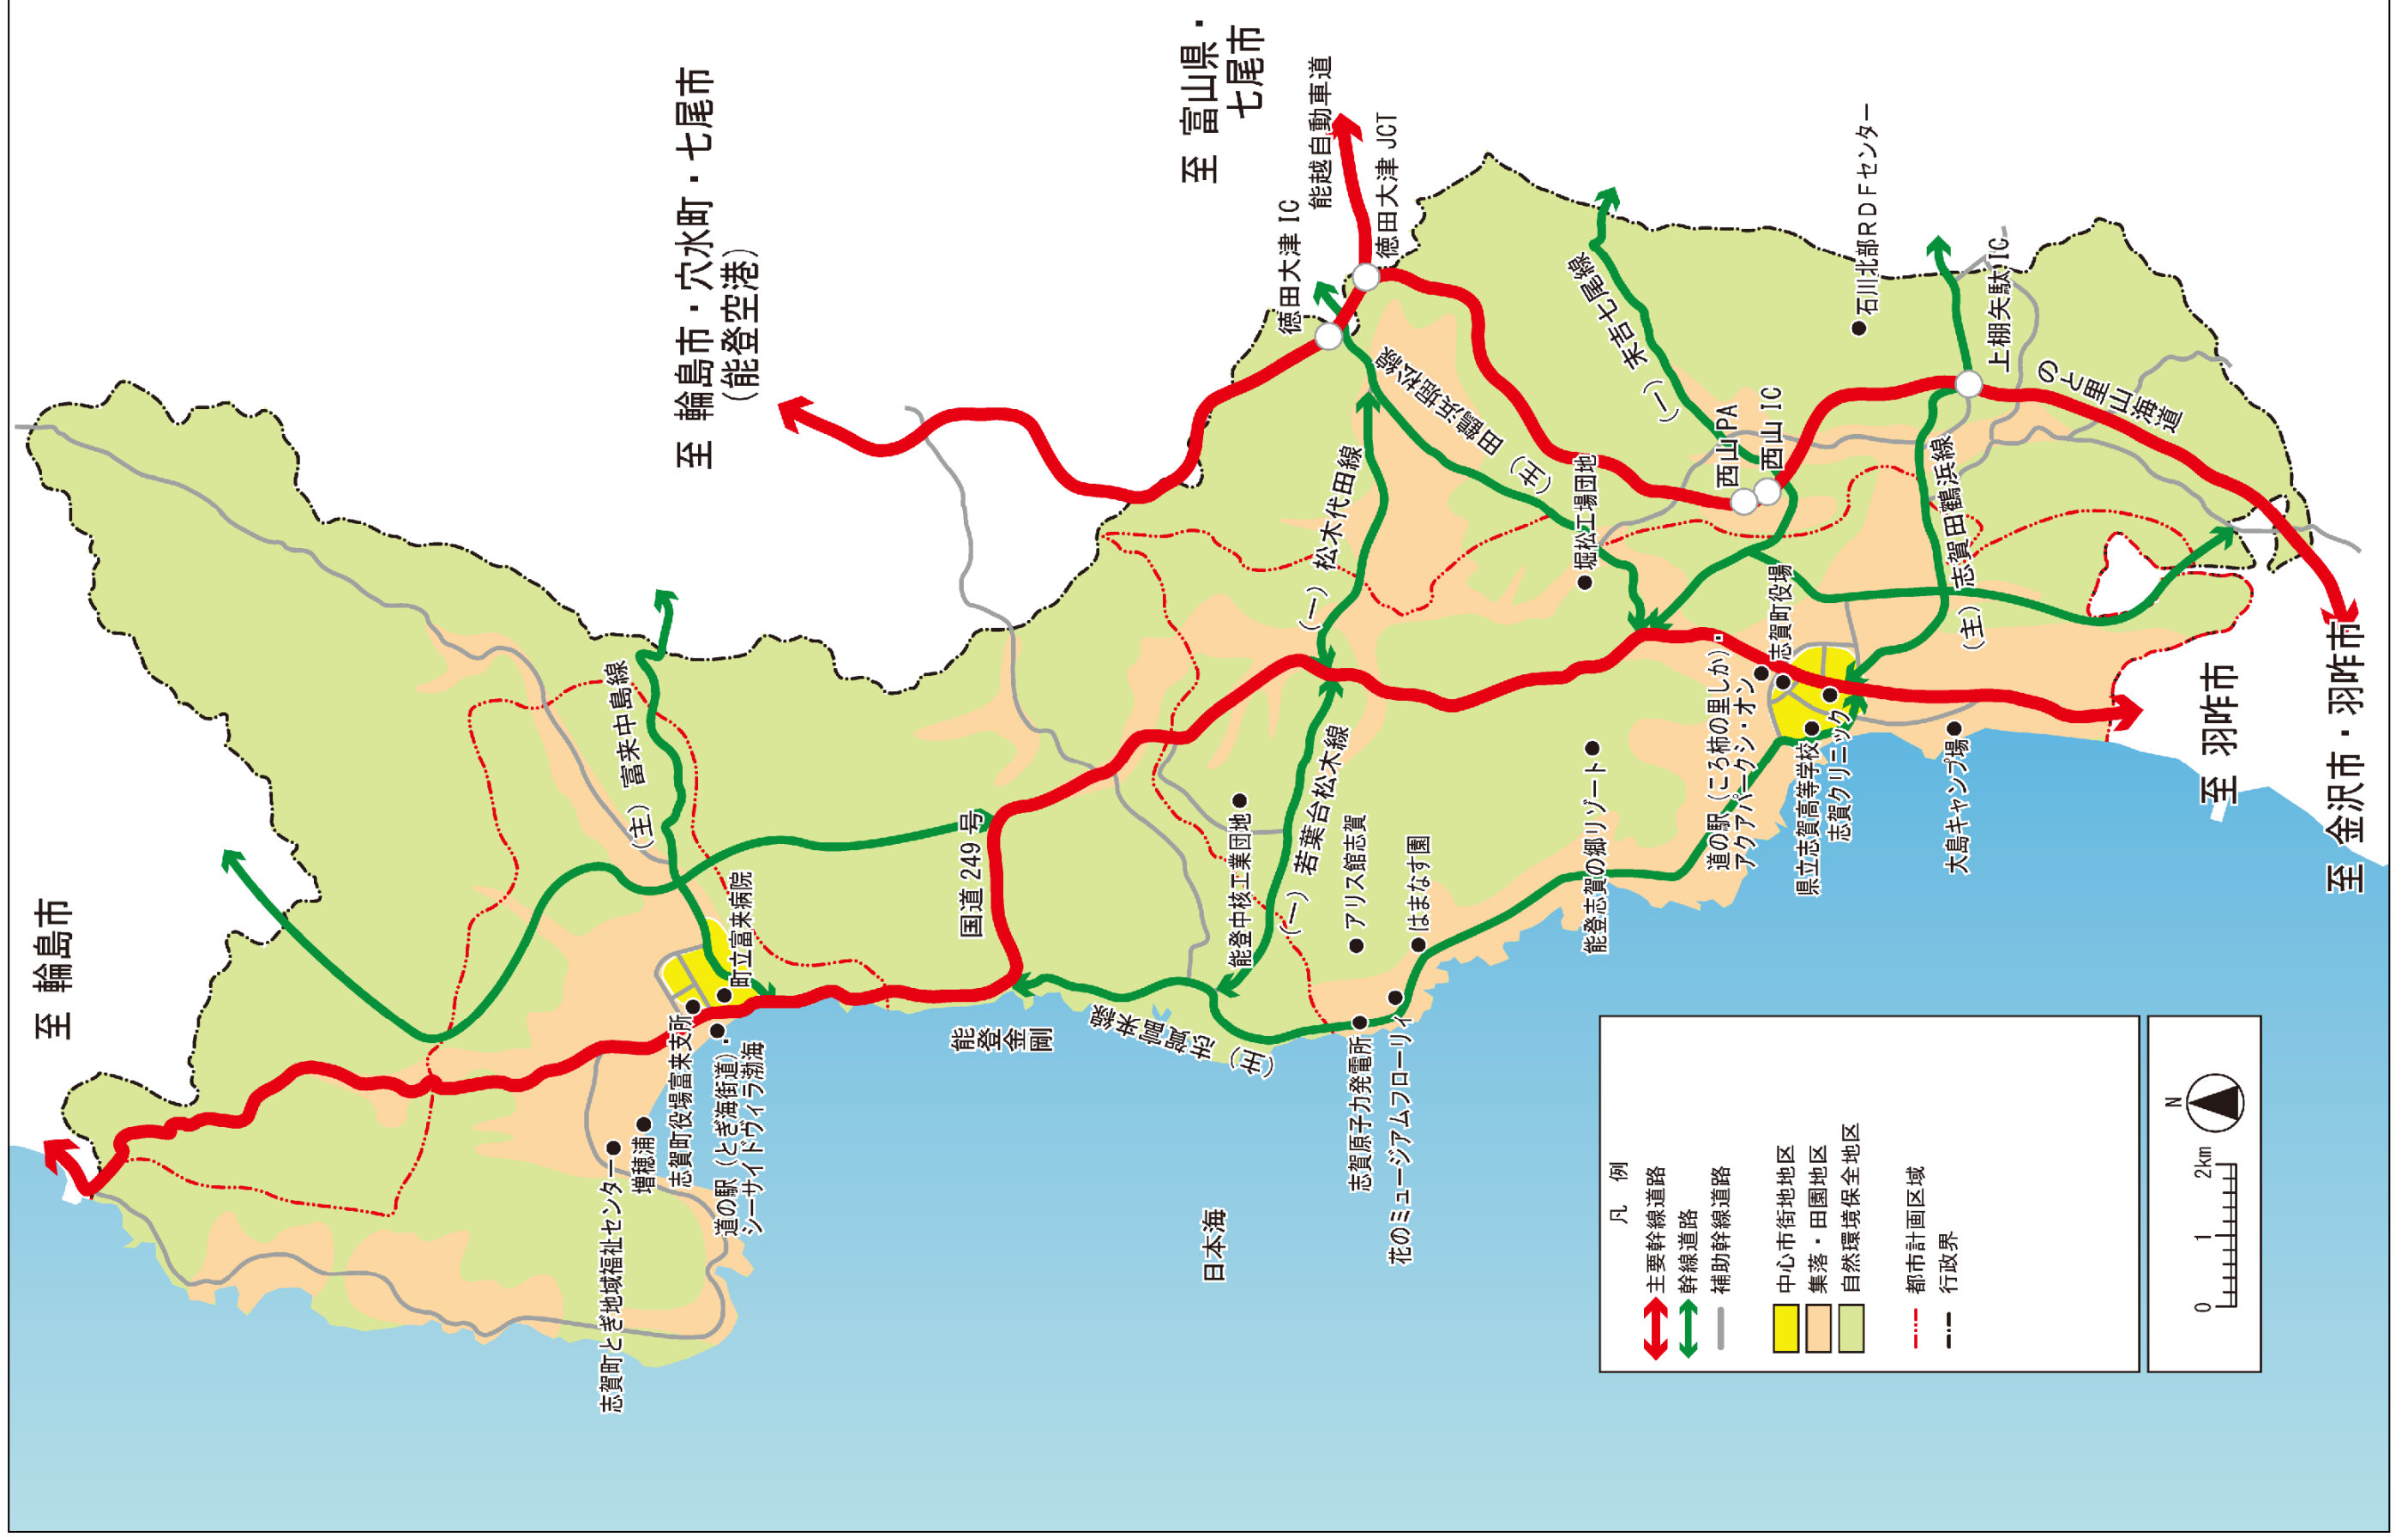 至 輪島市
至 輪島市・穴水町・七尾市
(能登空港)
至 富山県・
七尾市
能越自動車道
徳田大津 JCT
徳田大津 IC
(主) 富来中島線
国道 249 号
町立富来病院
志賀町役場富来支所
道の駅（とぎ海街道）・
シーサイドヴィラ渤海
増穂浦
志賀町とぎ地域福祉センター
能登
金剛
(主) 志賀富来線
能登中核工業団地
(一) 若葉台松木線
(一) 松木代田線
(主) 田鶴浜堀松線
(一) 末吉七尾線
石川北部ＲＤＦセンター
上棚矢駄 IC
のと里山海道
西山 PA
西山 IC
堀松工場団地
(主) 志賀田鶴浜線
志賀町役場
道の駅（ころ柿の里しか）・
アクアパークシ・オン
県立志賀高等学校
志賀クリニック
大島キャンプ場
能登志賀の郷リゾート
アリス館志賀
はまなす園
志賀原子力発電所
花のミュージアムフローリィ
日本海
至 羽咋市
至 金沢市・羽咋市
凡 例
主要幹線道路
幹線道路
補助幹線道路
中心市街地地区
集落・田園地区
自然環境保全地区
都市計画区域
行政界
0 1 2km
N